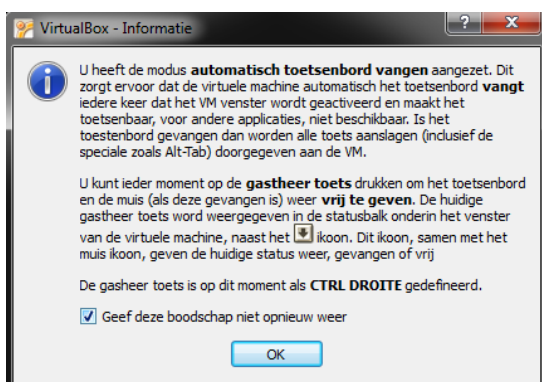 VirtualBox - Informatie
U heeft de modus automatisch toetsenbord vangen aangezet. Dit
zorgt ervoor dat de virtuele machine automatisch het toetsenbord vangt
iedere keer dat het VM venster wordt geactiveerd en maakt het
toetsenbaar, voor andere applicaties, niet beschikbaar. Is het
toestenbord gevangen dan worden alle toets aanslagen (inclusief de
speciale zoals Alt-Tab) doorgegeven aan de VM.
U kunt ieder moment op de gastheer toets drukken om het toetsenbord
en de muis (als deze gevangen is) weer vrij te geven. De huidige
gastheer toets word weergegeven in de statusbalk onderin het venster
van de virtuele machine, naast het ikoon. Dit ikoon, samen met het
muis ikoon, geven de huidige status weer, gevangen of vrij
De gasheer toets is op dit moment als CTRL DROITE gedefineerd.
Geef deze boodschap niet opnieuw weer
OK